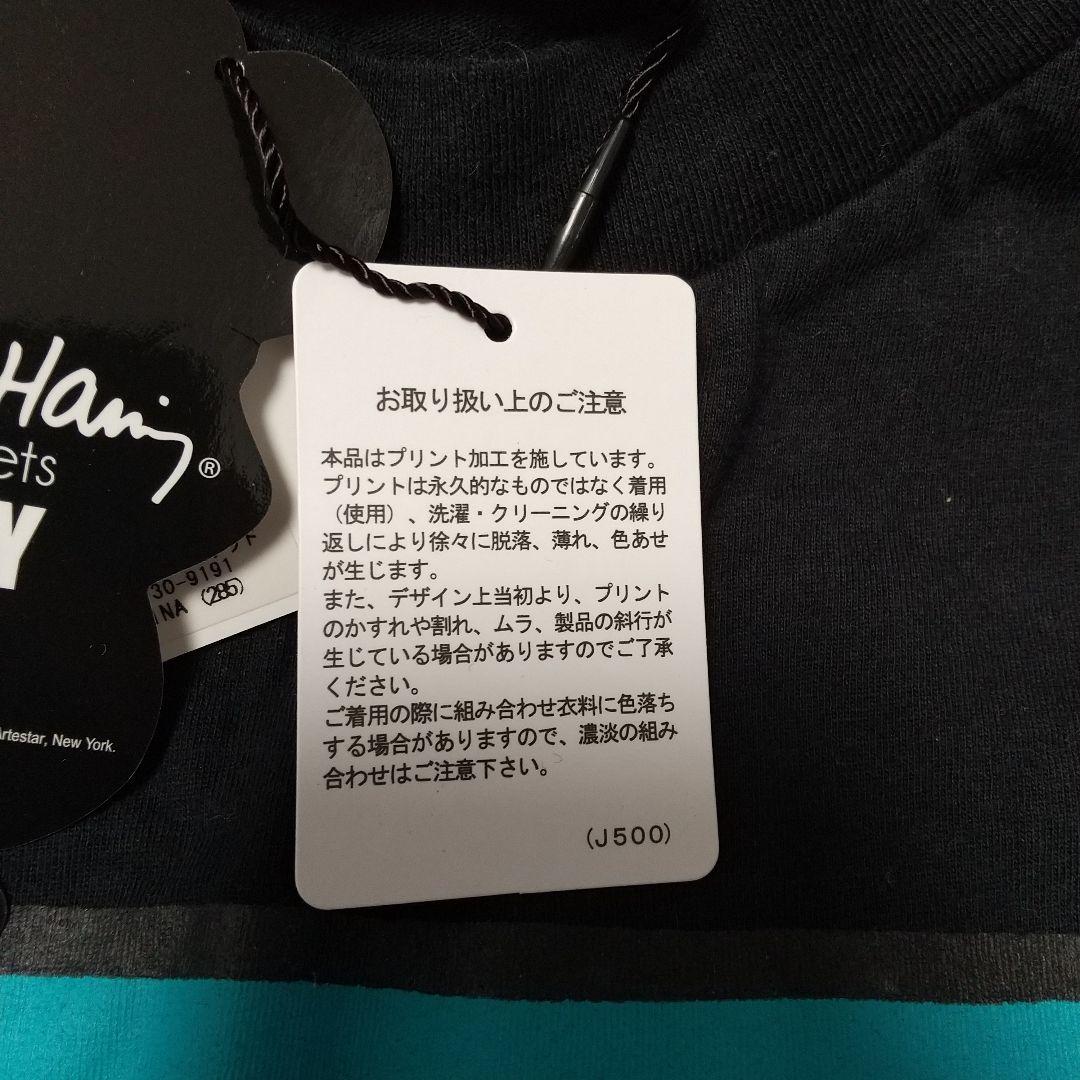 Haring
®
ets
30-9191
NA (285)
Artestar, New York.
お取り扱い上のご注意
本品はプリント加工を施しています。
プリントは永久的なものではなく着用
(使用)、洗濯・クリーニングの繰り
返しにより徐々に脱落、薄れ、色あせ
が生じます。
また、デザイン上当初より、プリント
のかすれや割れ、ムラ、製品の斜行が
生じている場合がありますのでご了承
ください。
ご着用の際に組み合わせ衣料に色落ち
する場合がありますので、濃淡の組み
合わせはご注意下さい。
(J500)